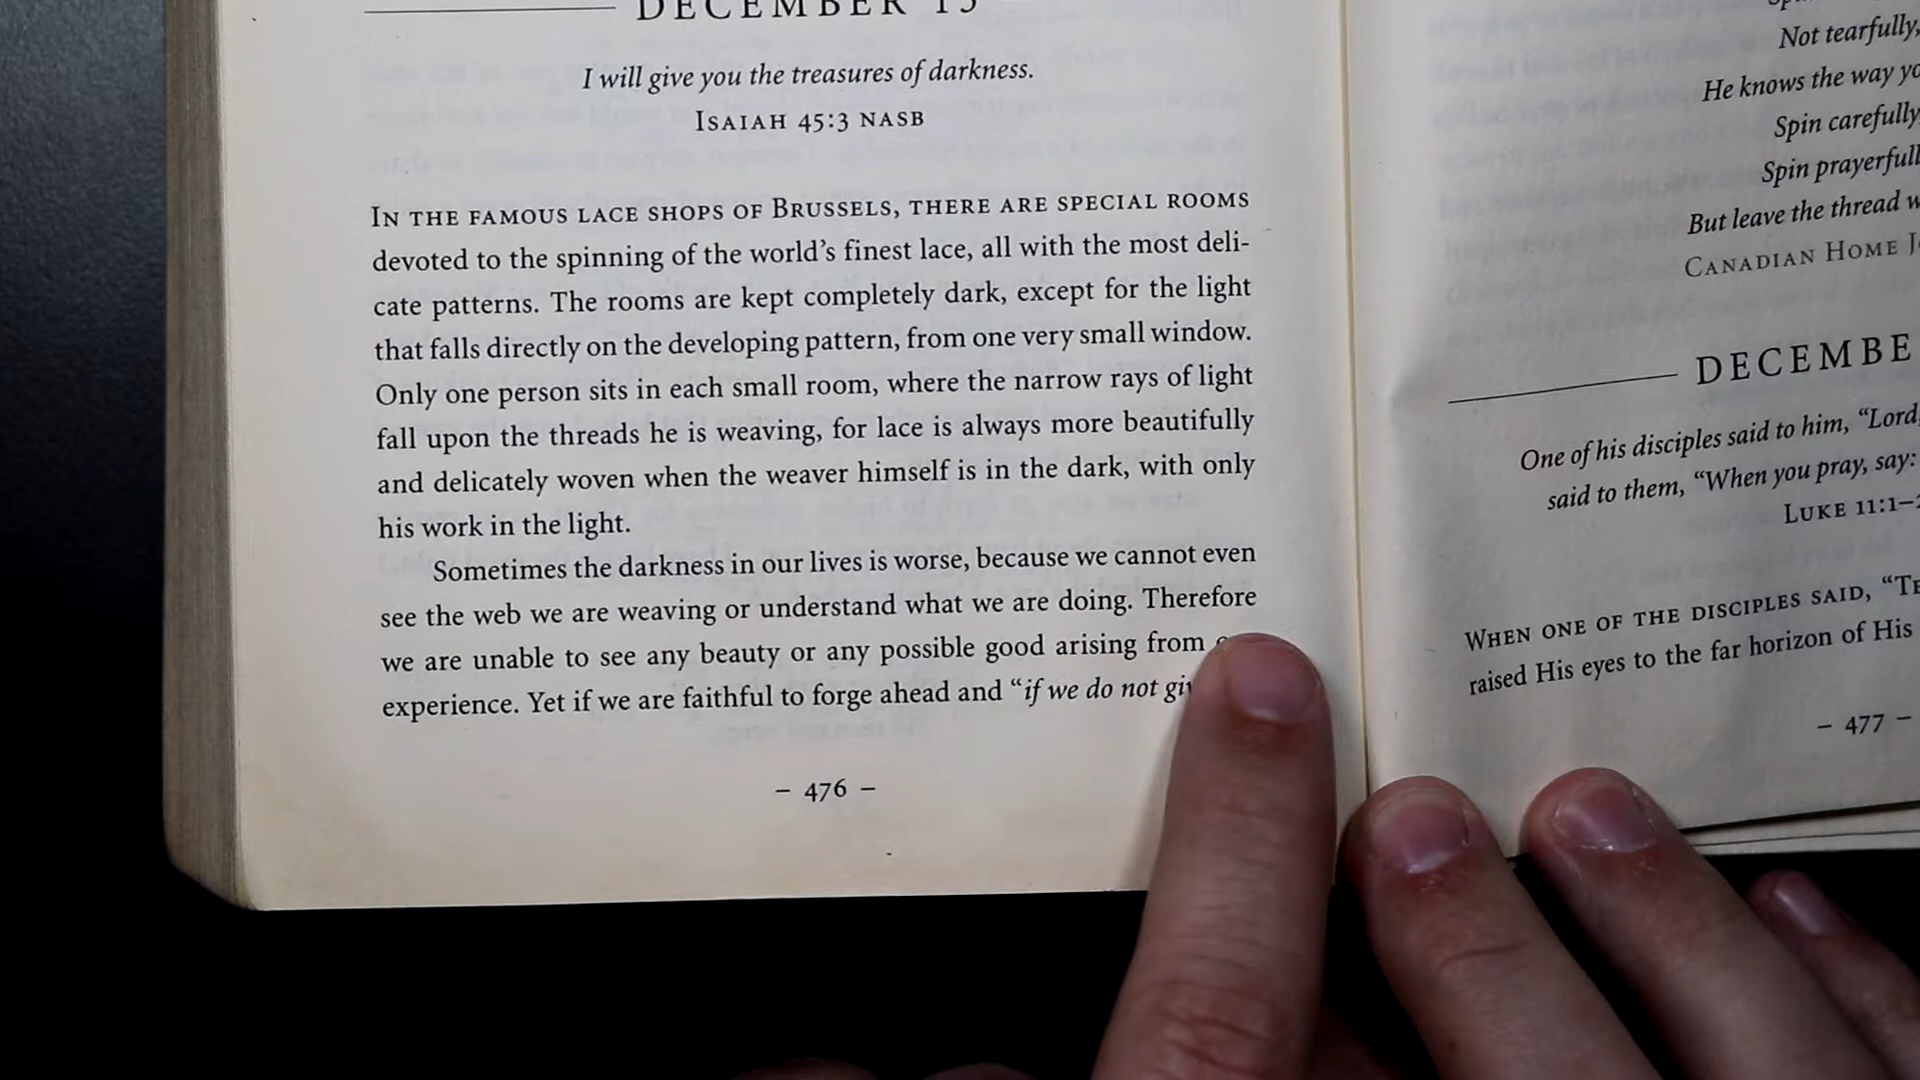 DECEMBER 15
I will give you the treasures of darkness.
ISAIAH 45:3 NASB
IN THE FAMOUS LACE SHOPS OF BRUSSELS, THERE ARE SPECIAL ROOMS
devoted to the spinning of the world’s finest lace, all with the most deli-
cate patterns. The rooms are kept completely dark, except for the light
that falls directly on the developing pattern, from one very small window.
Only one person sits in each small room, where the narrow rays of light
fall upon the threads he is weaving, for lace is always more beautifully
and delicately woven when the weaver himself is in the dark, with only
his work in the light.
Sometimes the darkness in our lives is worse, because we cannot even
see the web we are weaving or understand what we are doing. Therefore
we are unable to see any beauty or any possible good arising from
experience. Yet if we are faithful to forge ahead and “if we do not
– 476 –
Not tearfully,
He knows the way
Spin carefully
Spin prayerfull
But leave the thread
CANADIAN HOME
DECEMBE
One of his disciples said to him, “Lord,
said to them, “When you pray, say:
LUKE 11:1–
WHEN ONE OF THE DISCIPLES SAID,
raised His eyes to the far horizon of His
– 477 –